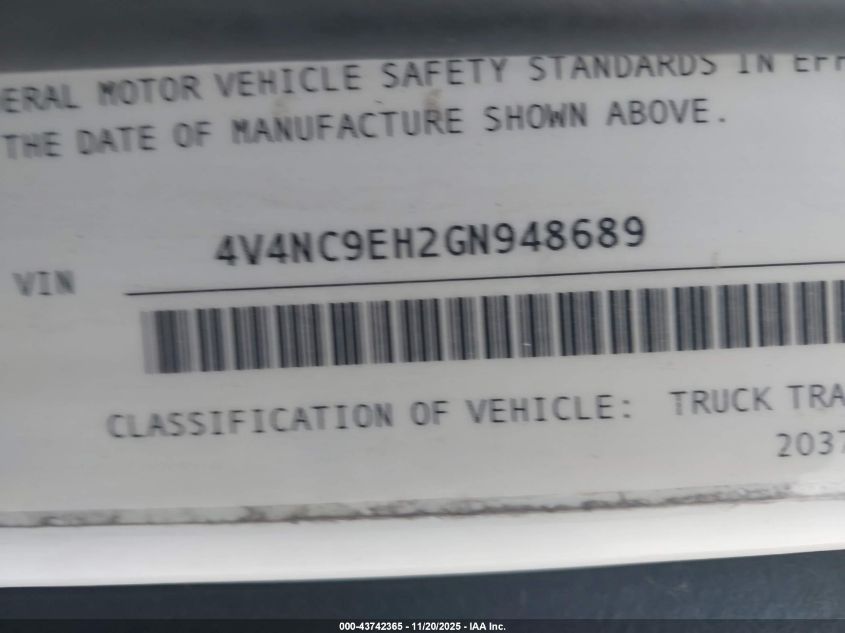 ERAL MOTOR VEHICLE SAFETY STANDARDS IN EFF
THE DATE OF MANUFACTURE SHOWN ABOVE.
VIN 4V4NC9EH2GN948689
CLASSIFICATION OF VEHICLE: TRUCK TRA
2037
000-43742365 - 11/20/2025 - IAA Inc.